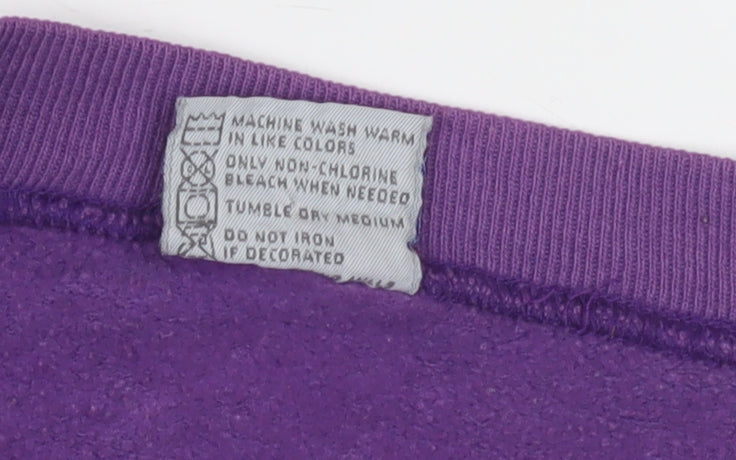 MACHINE WASH WARM
IN LIKE COLORS
ONLY NON-CHLORINE
BLEACH WHEN NEEDED
TUMBLE DRY MEDIUM
DO NOT IRON
IF DECORATED